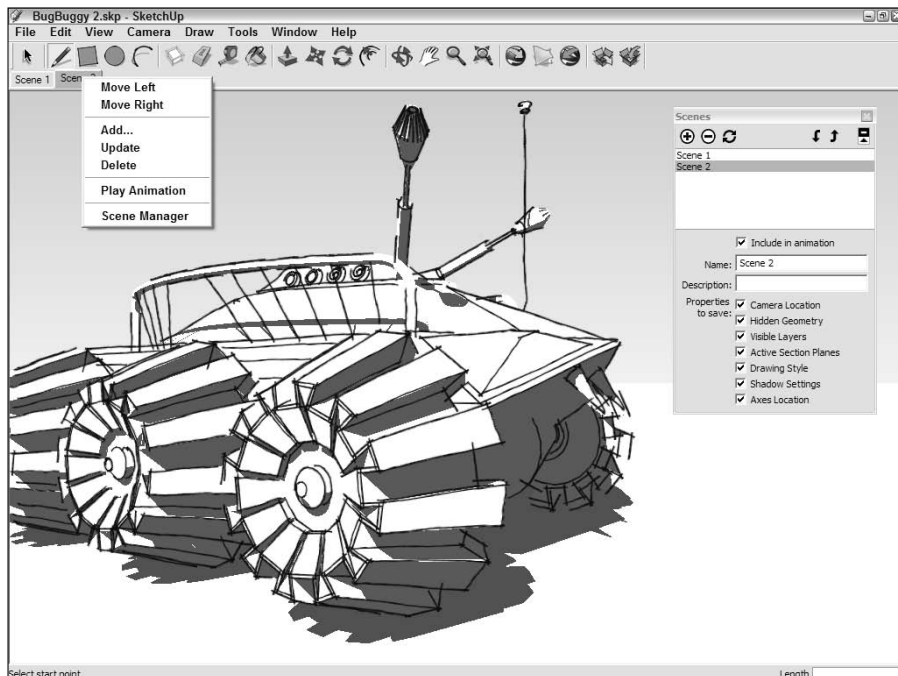 BugBuggy 2.skp - SketchUp
File Edit View Camera Draw Tools Window Help
Scene 1
Move Left
Move Right
Add...
Update
Delete
Play Animation
Scene Manager
Scenes
Scene 1
Scene 2
Include in animation
Name: Scene 2
Description:
Properties to save:
Camera Location
Hidden Geometry
Visible Layers
Active Section Planes
Drawing Style
Shadow Settings
Axes Location
Select start point
Length